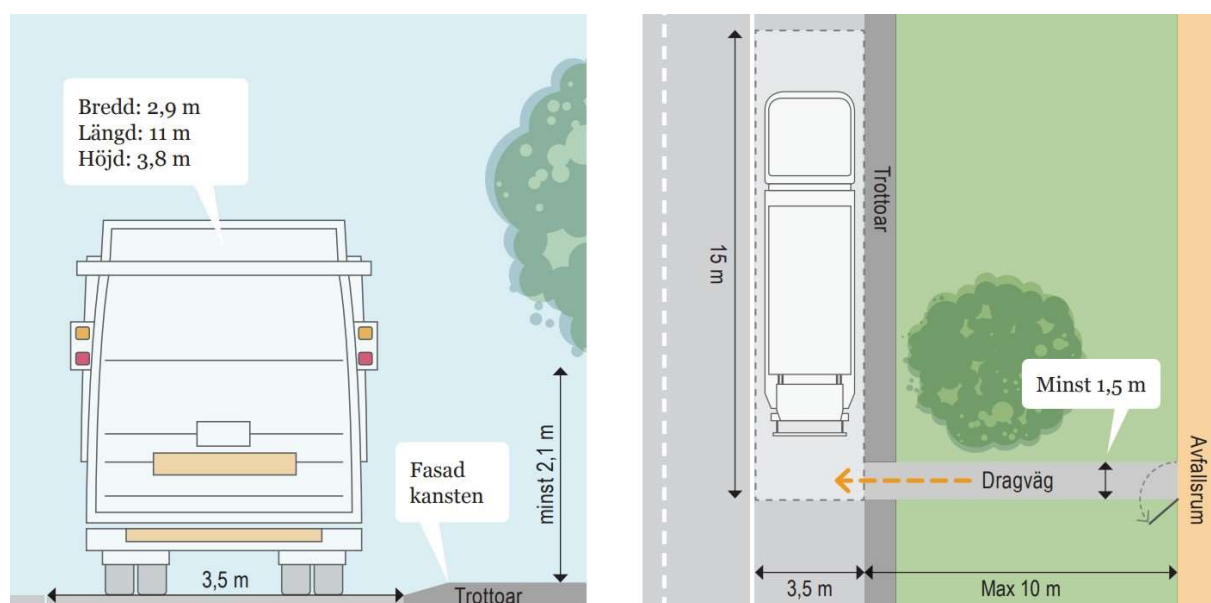 Bredd: 2,9 m
Längd: 11 m
Höjd: 3,8 m
Fasad
kansten
minst 2,1 m
3,5 m
Trottoar
15 m
Trottoar
Minst 1,5 m
Dragväg
Avfallsrum
3,5 m
Max 10 m